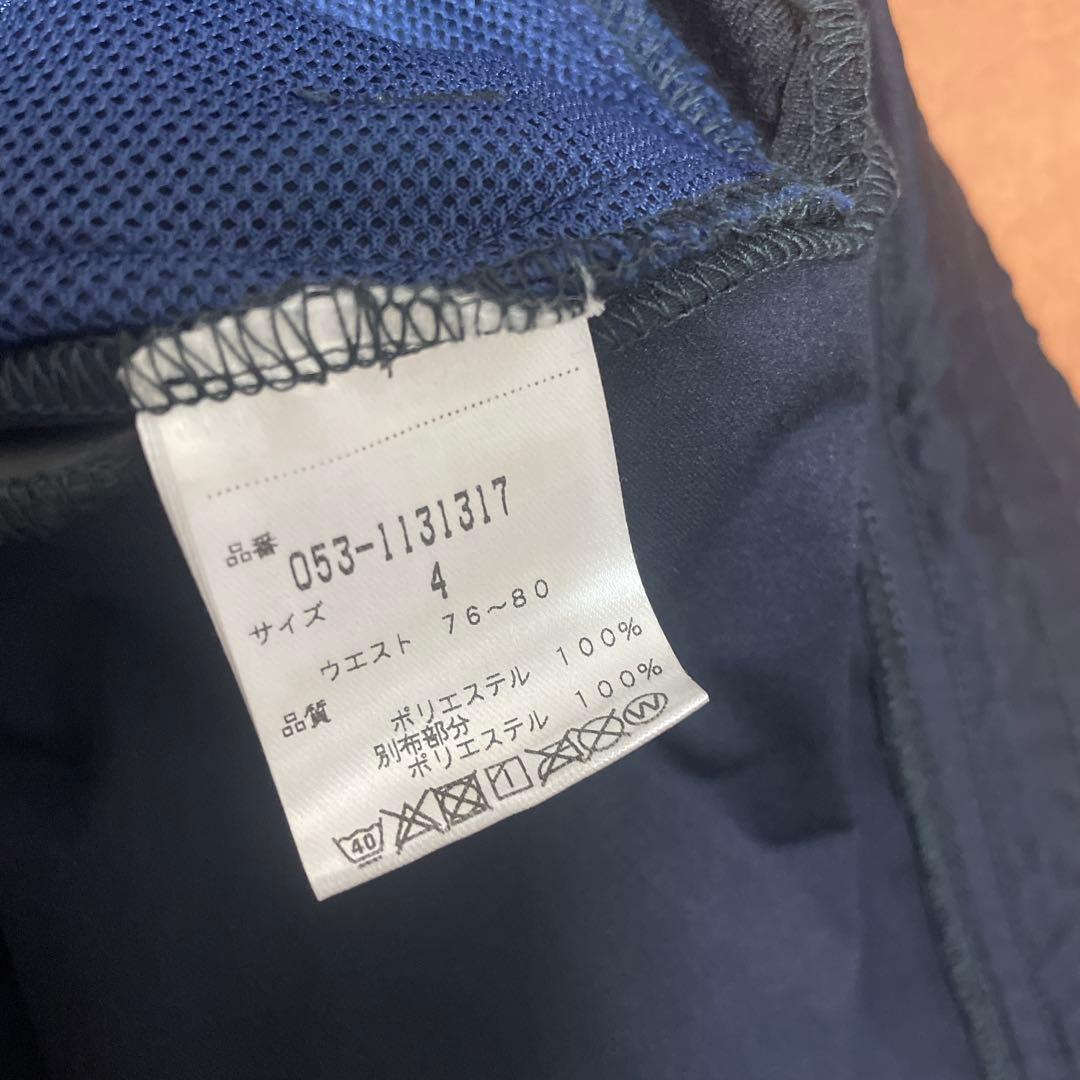 品番 053-1131317
サイズ 4
ウエスト 76～80
品質 ポリエステル 100%
別布部分
ポリエステル 100%
40 1 W